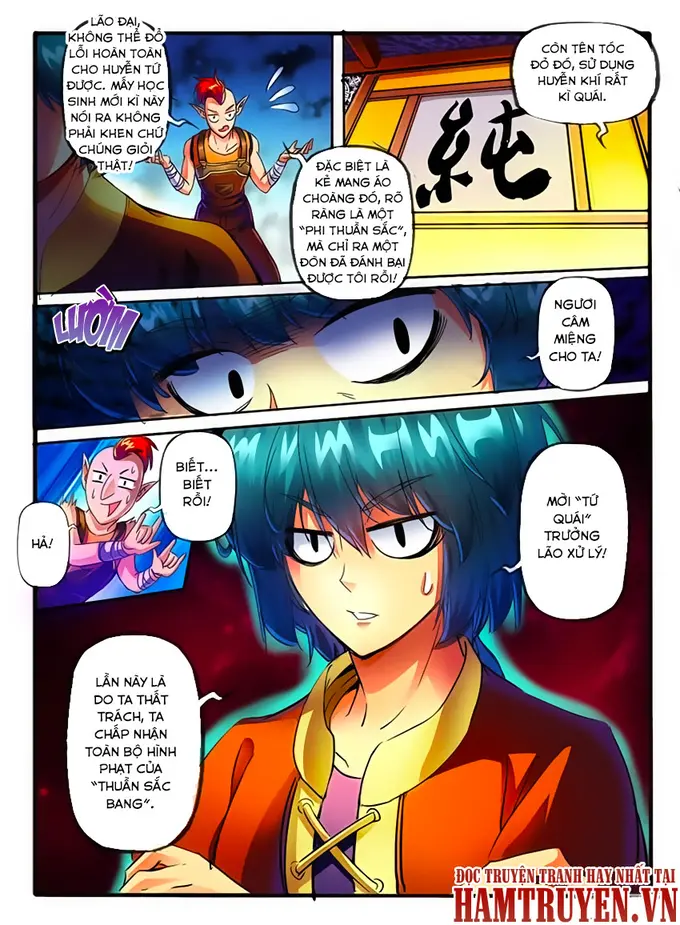 LÃO ĐẠI,
KHÔNG THỂ ĐỔ
LỖI HOÀN TOÀN
CHO HUYỄN TỨ
ĐƯỢC. MẤY HỌC
SINH MỚI KÌ NÀY
NÓI RA KHÔNG
PHẢI KHEN CHỨ
CHÚNG GIỎI
THẬT!
ĐẶC BIỆT LÀ
KẺ MANG ÁO
CHOÀNG ĐÓ, RÕ
RÀNG LÀ MỘT
"PHI THUẦN SẮC",
MÀ CHỈ RA MỘT
ĐÒN ĐÃ ĐÁNH BẠI
ĐƯỢC TÔI RỒI!
CÒN TÊN TÓC
ĐỎ ĐÓ, SỬ DỤNG
HUYỄN KHÍ RẤT
KÌ QUÁI.
純
LƯỜM
NGƯƠI
CÂM
MIỆNG
CHO TA!
BIẾT...
BIẾT
RỒI!
HẢ!
MỜI "TỨ
QUÁI"
TRƯỞNG
LÃO XỬ LÝ!
LẦN NÀY LÀ
DO TA THẤT
TRÁCH, TA
CHẤP NHẬN
TOÀN BỘ HÌNH
PHẠT CỦA
"THUẦN SẮC
BANG".
ĐỌC TRUYỆN TRANH HAY NHẤT TẠI
HAMTRUYEN.VN